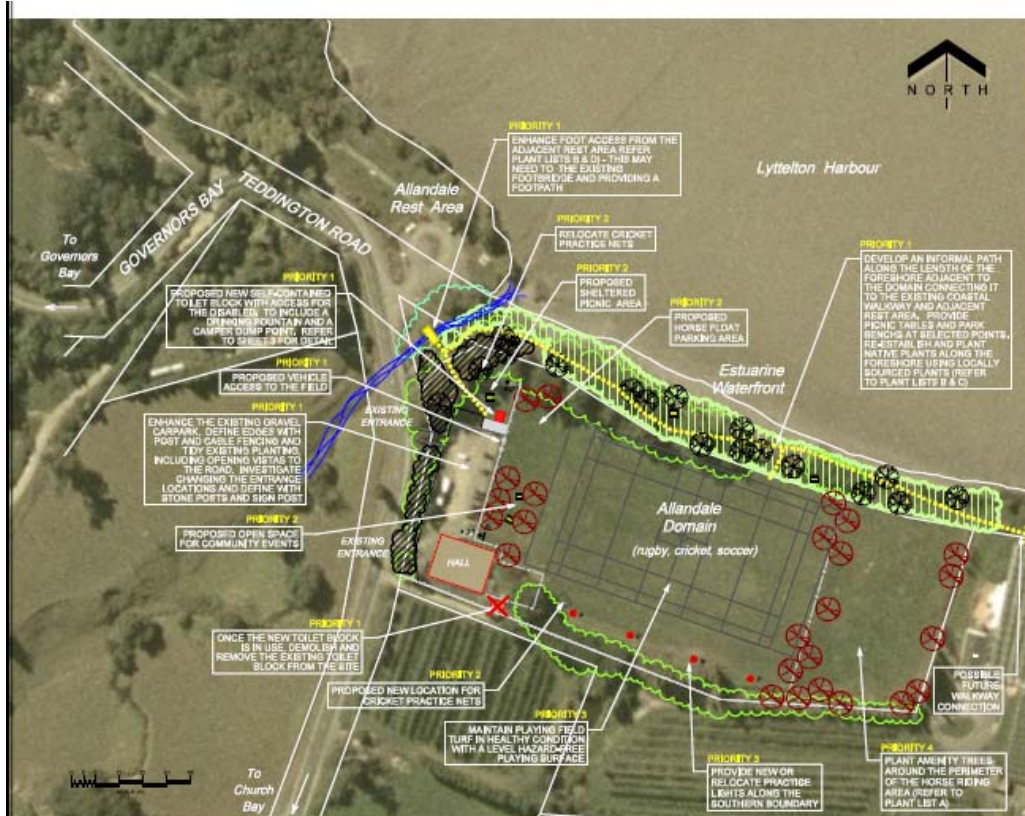 NORTH
Lyttelton Harbour
PRIORITY 1
ENHANCE FOOT ACCESS FROM THE
ADJACENT REST AREA REFER
PLANT LISTS B & D) - THIS MAY
NEED TO THE EXISTING
FOOTBRIDGE AND PROVIDING A
FOOTPATH
Allandale
Rest Area
GOVERNORS BAY TEDDINGTON ROAD
To
Governors
Bay
PRIORITY 2
RELOCATE CRICKET
PRACTICE NETS
PRIORITY 2
PROPOSED
SHELTERED
PICNIC AREA
PRIORITY 2
PROPOSED
HORSE FLOAT
PARKING AREA
PRIORITY 1
DEVELOP AN INFORMAL PATH
ALONG THE LENGTH OF THE
FORESHORE ADJACENT TO
THE DOMAIN CONNECTING IT
TO THE EXISTING COASTAL
WALKWAY AND ADJACENT
REST AREA. PROVIDE
PICNIC TABLES AND PARK
BENCHS AT SELECTED POINTS.
RE-ESTABLISH AND PLANT
NATIVE PLANTS ALONG THE
FORESHORE USING LOCALLY
SOURCED PLANTS (REFER
TO PLANT LISTS B & C)
PRIORITY 1
PROPOSED NEW SELF-CONTAINED
TOILET BLOCK WITH ACCESS FOR
THE DISABLED. TO INCLUDE A
DRINKING FOUNTAIN AND A
CAMPER DUMP POINT. REFER
TO SHEET 3 FOR DETAIL
PRIORITY 1
PROPOSED VEHICLE
ACCESS TO THE FIELD
Estuarine
Waterfront
EXISTING
ENTRANCE
PRIORITY 1
ENHANCE THE EXISTING GRAVEL
CARPARK, DEFINE EDGES WITH
POST AND CABLE FENCING AND
TIDY EXISTING PLANTING,
INCLUDING OPENING VISTAS TO
THE ROAD. INVESTIGATE
CHANGING THE ENTRANCE
LOCATIONS AND DEFINE WITH
STONE POSTS AND SIGN POST
PRIORITY 2
PROPOSED OPEN SPACE
FOR COMMUNITY EVENTS
EXISTING
ENTRANCE
HALL
Allandale
Domain
(rugby, cricket, soccer)
PRIORITY 1
ONCE THE NEW TOILET BLOCK
IS IN USE, DEMOLISH AND
REMOVE THE EXISTING TOILET
BLOCK FROM THE SITE
PRIORITY 2
PROPOSED NEW LOCATION FOR
CRICKET PRACTICE NETS
PRIORITY 3
MAINTAIN PLAYING FIELD
TURF IN HEALTHY CONDITION
WITH A LEVEL HAZARD-FREE
PLAYING SURFACE
PRIORITY 3
PROVIDE NEW OR
RELOCATE PRACTICE
LIGHTS ALONG THE
SOUTHERN BOUNDARY
POSSIBLE
FUTURE
WALKWAY
CONNECTION
PRIORITY 4
PLANT AMENITY TREES
AROUND THE PERIMETER
OF THE HORSE RIDING
AREA (REFER TO
PLANT LIST A)
To
Church
Bay